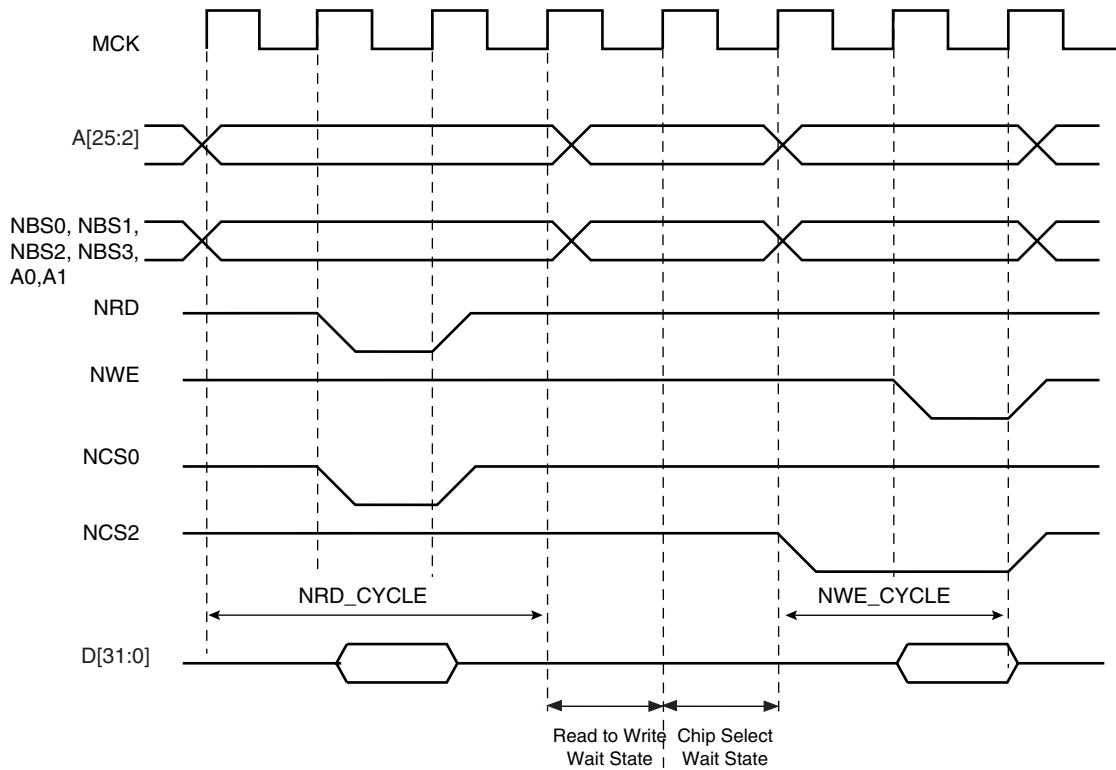 MCK
A[25:2]
NBS0, NBS1,
NBS2, NBS3,
A0,A1
NRD
NWE
NCS0
NCS2
NRD_CYCLE
NWE_CYCLE
D[31:0]
Read to Write
Wait State
Chip Select
Wait State